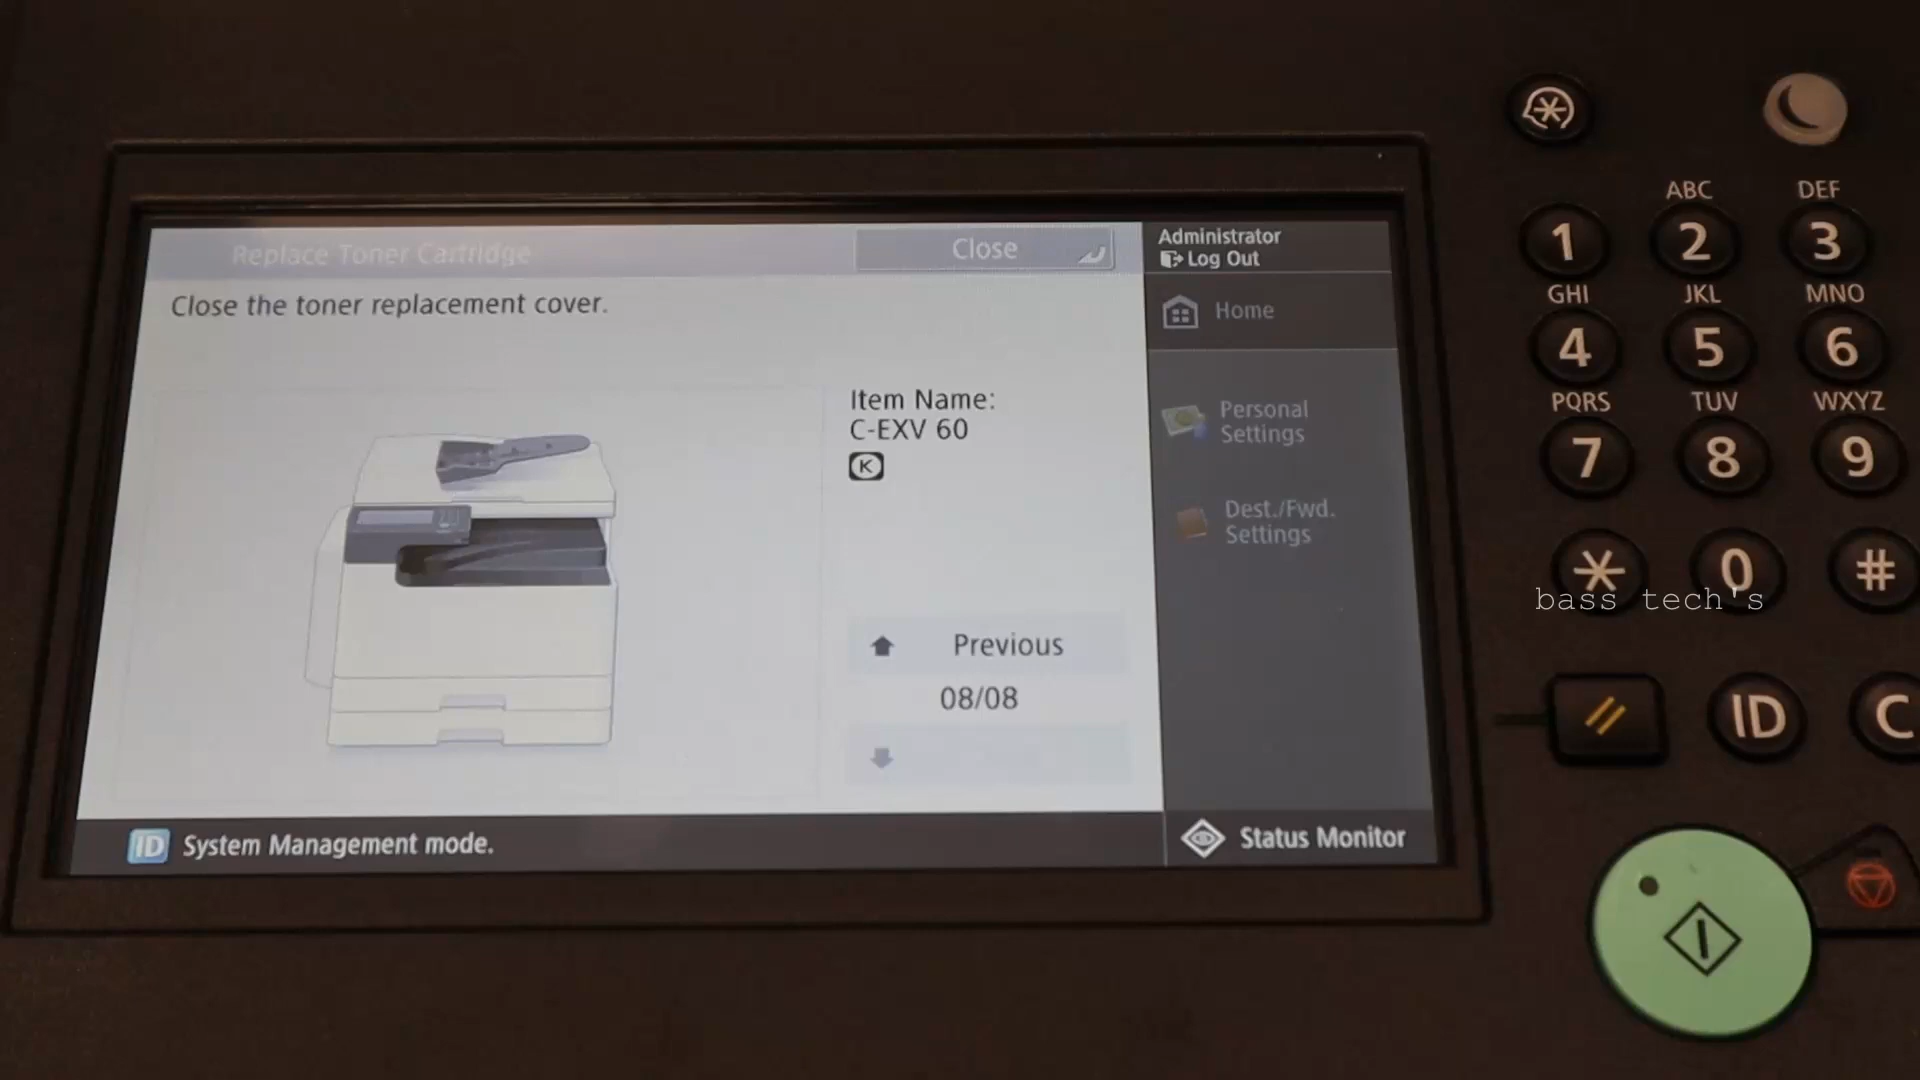 Replace Toner Cartridge
Close
Close the toner replacement cover.
Item Name:
C-EXV 60
K
Previous
08/08
ID System Management mode.
Administrator
Log Out
Home
Personal
Settings
Dest./Fwd.
Settings
Status Monitor
ABC DEF
1 2 3
GHI JKL MNO
4 5 6
PQRS TUV WXYZ
7 8 9
* 0 #
bass tech's
ID C